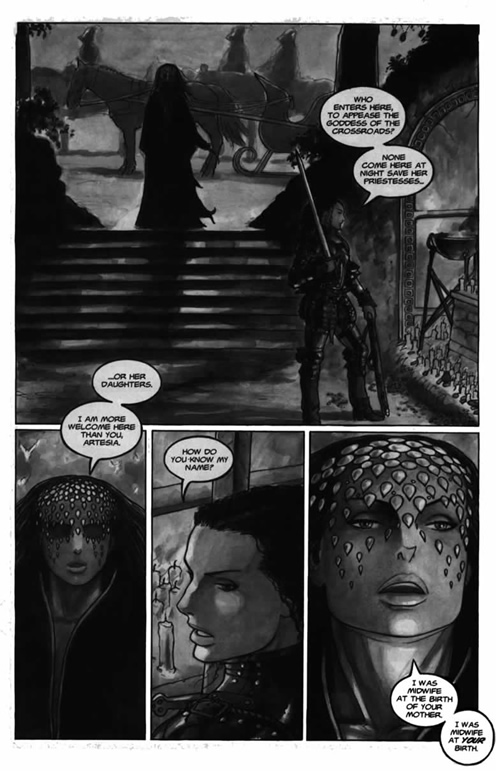 WHO
ENTERS HERE,
TO APPEASE THE
GODDESS OF THE
CROSSROADS?
NONE
COME HERE AT
NIGHT SAVE HER
PRIESTESSES...
...OR HER
DAUGHTERS.
I AM MORE
WELCOME HERE
THAN YOU,
ARTESIA.
HOW DO
YOU KNOW MY
NAME?
I WAS
MIDWIFE
AT THE BIRTH
OF YOUR
MOTHER.
I WAS
MIDWIFE
AT YOUR
BIRTH.